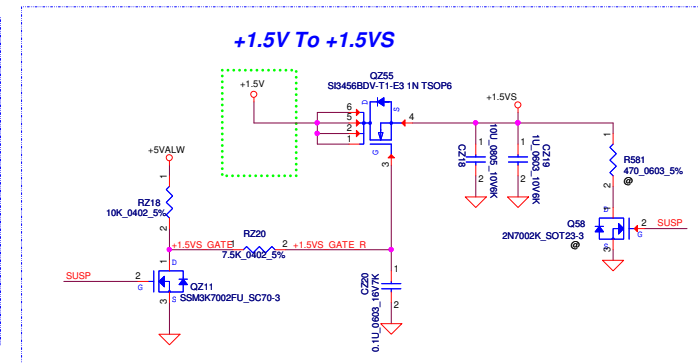 +1.5V To +1.5VS
QZ55
SI3456BDV-T1-E3 1N TSOP6
+1.5V
+1.5VS
D
S
G
6
5
2
1
4
3
+5VALW
1
RZ18
10K_0402_5%
2
+1.5VS_GATE
1
RZ20
2
7.5K_0402_5%
+1.5VS_GATE_R
SUSP
2
G
1
D
S
3
QZ11
SSM3K7002FU_SC70-3
1
2
CZ20
0.1U_0603_16V7K
1
2
CZ18
10U_0805_10V6K
1
2
CZ19
1U_0603_10V6K
1
2
R581
470_0603_5%
@
Q58
2N7002K_SOT23-3
@
1
D
S
3
G
2
SUSP